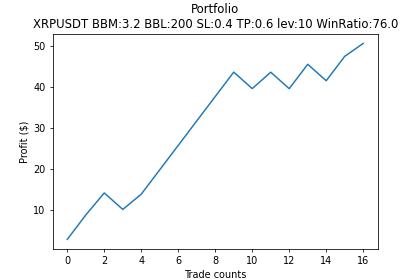 Portfolio
XRPUSDT BBM:3.2 BBL:200 SL:0.4 TP:0.6 lev:10 WinRatio:76.0
50
40
30
20
10
Profit ($)
0 2 4 6 8 10 12 14 16
Trade counts